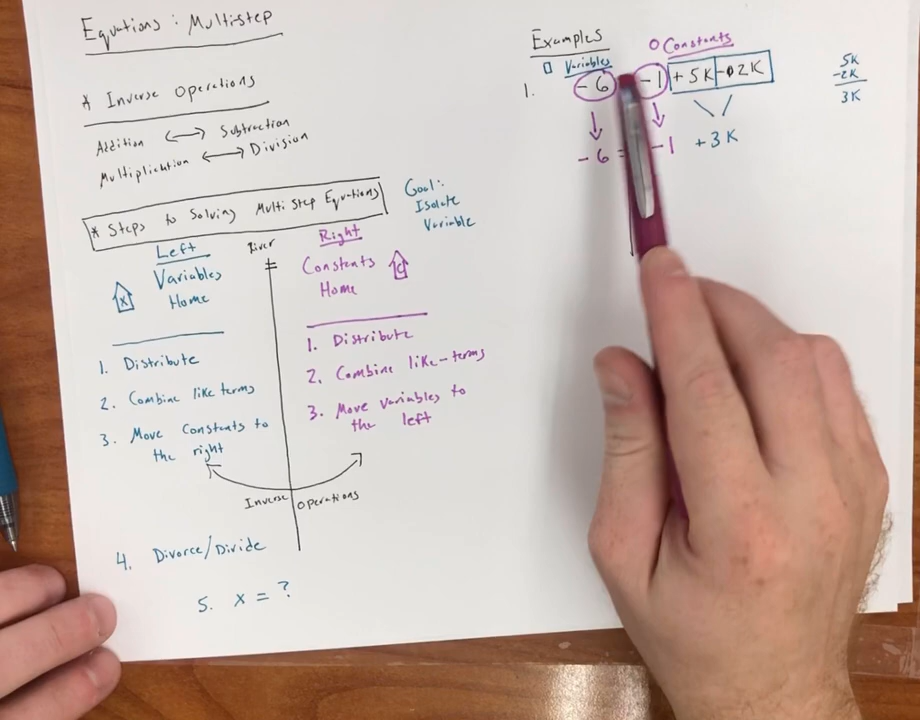 Equations: Multistep
* Inverse Operations
Addition ↔ Subtraction
Multiplication ↔ Division
* Steps to Solving Multi Step Equations
Goal: Isolate Variable
Left
Variables
Home
X
1. Distribute
2. Combine like terms
3. Move Constants to
the right
River
Right
Constants
Home
C
1. Distribute
2. Combine like-terms
3. Move Variables to
the left
Inverse Operations
4. Divorce/Divide
5. x = ?
Examples
□ Variables
O Constants
1. -6 -1 +5K -2K
-6 = -1 +3K
5K
-2K
3K